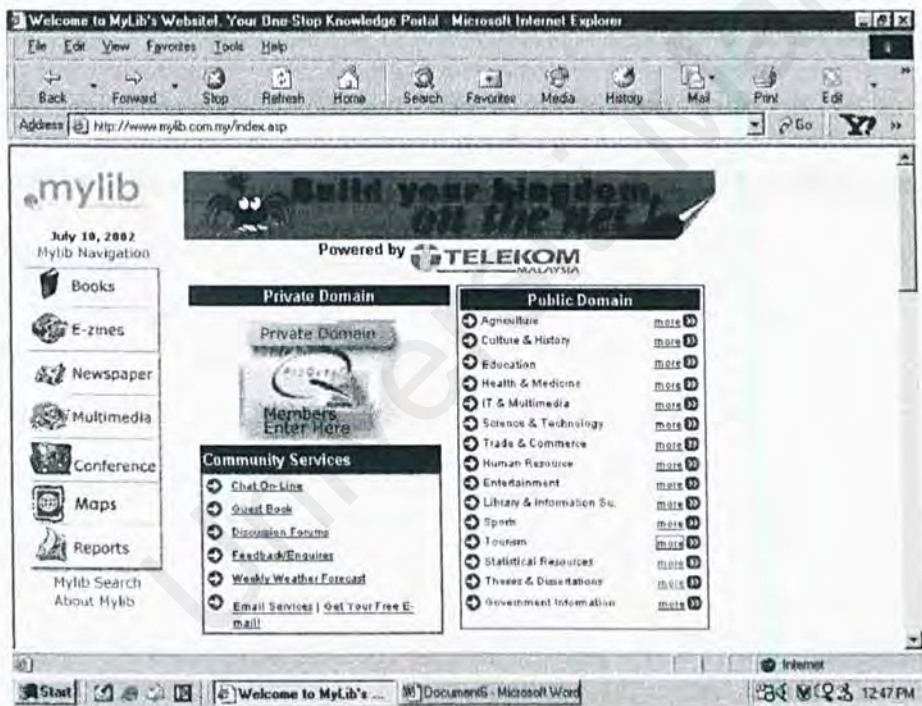 Welcome to MyLib's Website!, Your One-Stop Knowledge Portal - Microsoft Internet Explorer
File Edit View Favorites Tools Help
Back Forward Stop Refresh Home Search Favorites Media History Mail Print Edit
Address http://www.mylib.com.my/index.asp Go
mylib
July 10, 2002
Mylib Navigation
Books
E-zines
Newspaper
Multimedia
Conference
Maps
Reports
Mylib Search
About Mylib
Build your kingdom,
on the net!
Powered by TELEKOM
MALAYSIA
Private Domain
Private Domain
Members
Enter Here
Community Services
Chat On-Line
Guest Book
Discussion Forums
Feedback/Enquires
Weekly Weather Forecast
Email Services | Get Your Free E-
mail!
Public Domain
Agriculture more
Culture & History more
Education more
Health & Medicine more
IT & Multimedia more
Science & Technology more
Trade & Commerce more
Human Resource more
Entertainment more
Library & Information Su. more
Sports more
Tourism more
Statistical Resources more
Theses & Dissertations more
Government Information more
Internet
Start Welcome to MyLib's ... Document6 - Microsoft Word 12:47 PM